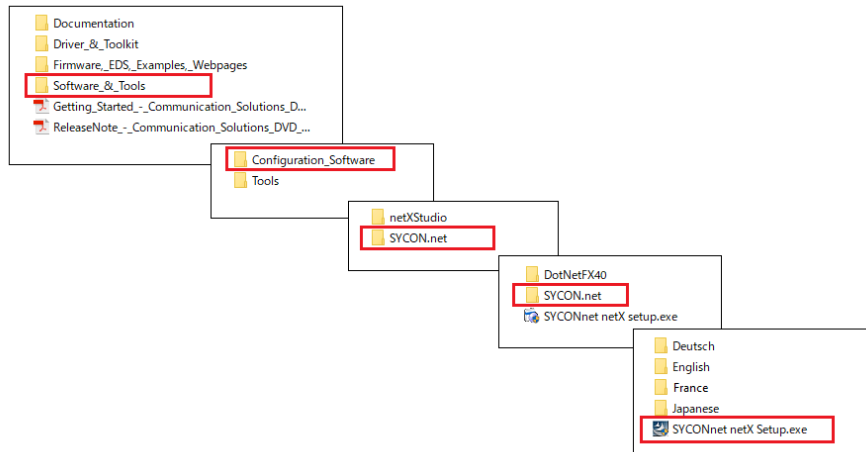 Documentation
Driver_&_Toolkit
Firmware,_EDS,_Examples,_Webpages
Software_&_Tools
Getting_Started_-_Communication_Solutions_D...
ReleaseNote_-_Communication_Solutions_DVD_...
Configuration_Software
Tools
netXStudio
SYCON.net
DotNetFX40
SYCON.net
SYCONnet netX setup.exe
Deutsch
English
France
Japanese
SYCONnet netX Setup.exe